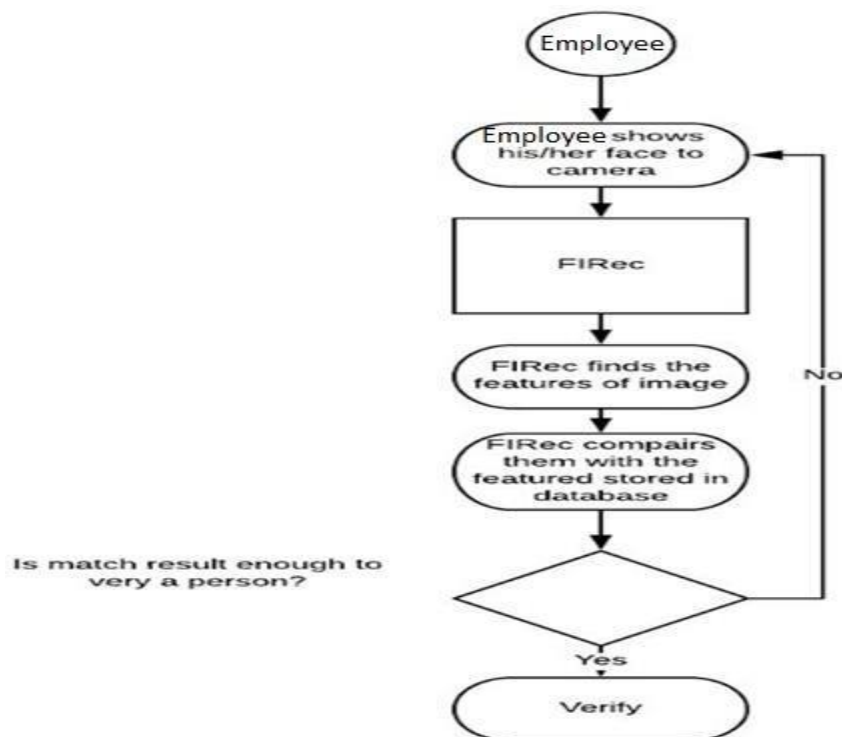 Employee
Employee shows
his/her face to
camera
FIRec
FIRec finds the
features of image
No
FIRec compairs
them with the
featured stored in
database
Is match result enough to
very a person?
Yes
Verify